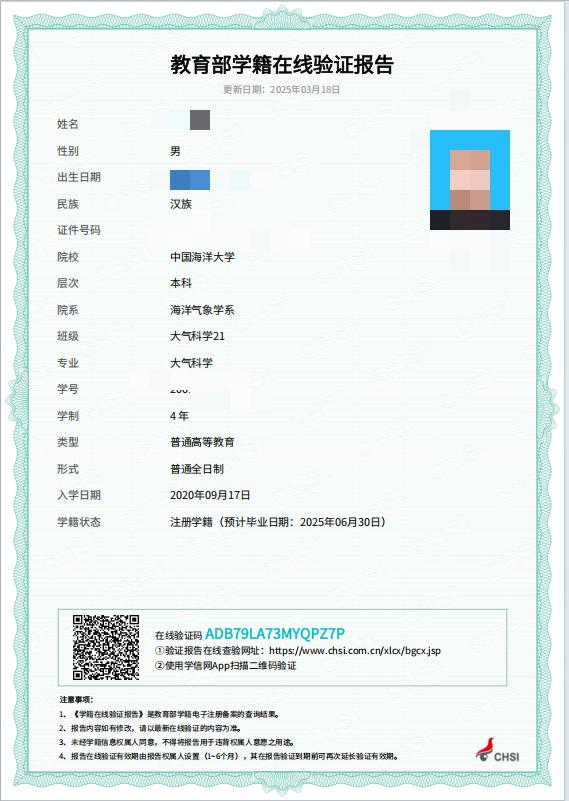 教育部学籍在线验证报告
更新日期：2025年03月18日
姓名
性别 男
出生日期
民族 汉族
证件号码
院校 中国海洋大学
层次 本科
院系 海洋气象学系
班级 大气科学21
专业 大气科学
学号
学制 4 年
类型 普通高等教育
形式 普通全日制
入学日期 2020年09月17日
学籍状态 注册学籍（预计毕业日期：2025年06月30日）
在线验证码 ADB79LA73MYQPZ7P
①验证报告在线查验网址：https://www.chsi.com.cn/xlcx/bgcx.jsp
②使用学信网App扫描二维码验证
注意事项：
1、《学籍在线验证报告》是教育部学籍电子注册备案的查询结果。
2、报告内容如有修改，请以最新在线验证的内容为准。
3、未经学籍信息权属人同意，不得将报告用于违背权属人意愿之用途。
4、报告在线验证有效期由报告权属人设置（1~6个月），其在报告验证到期前可再次延长验证有效期。
CHSI